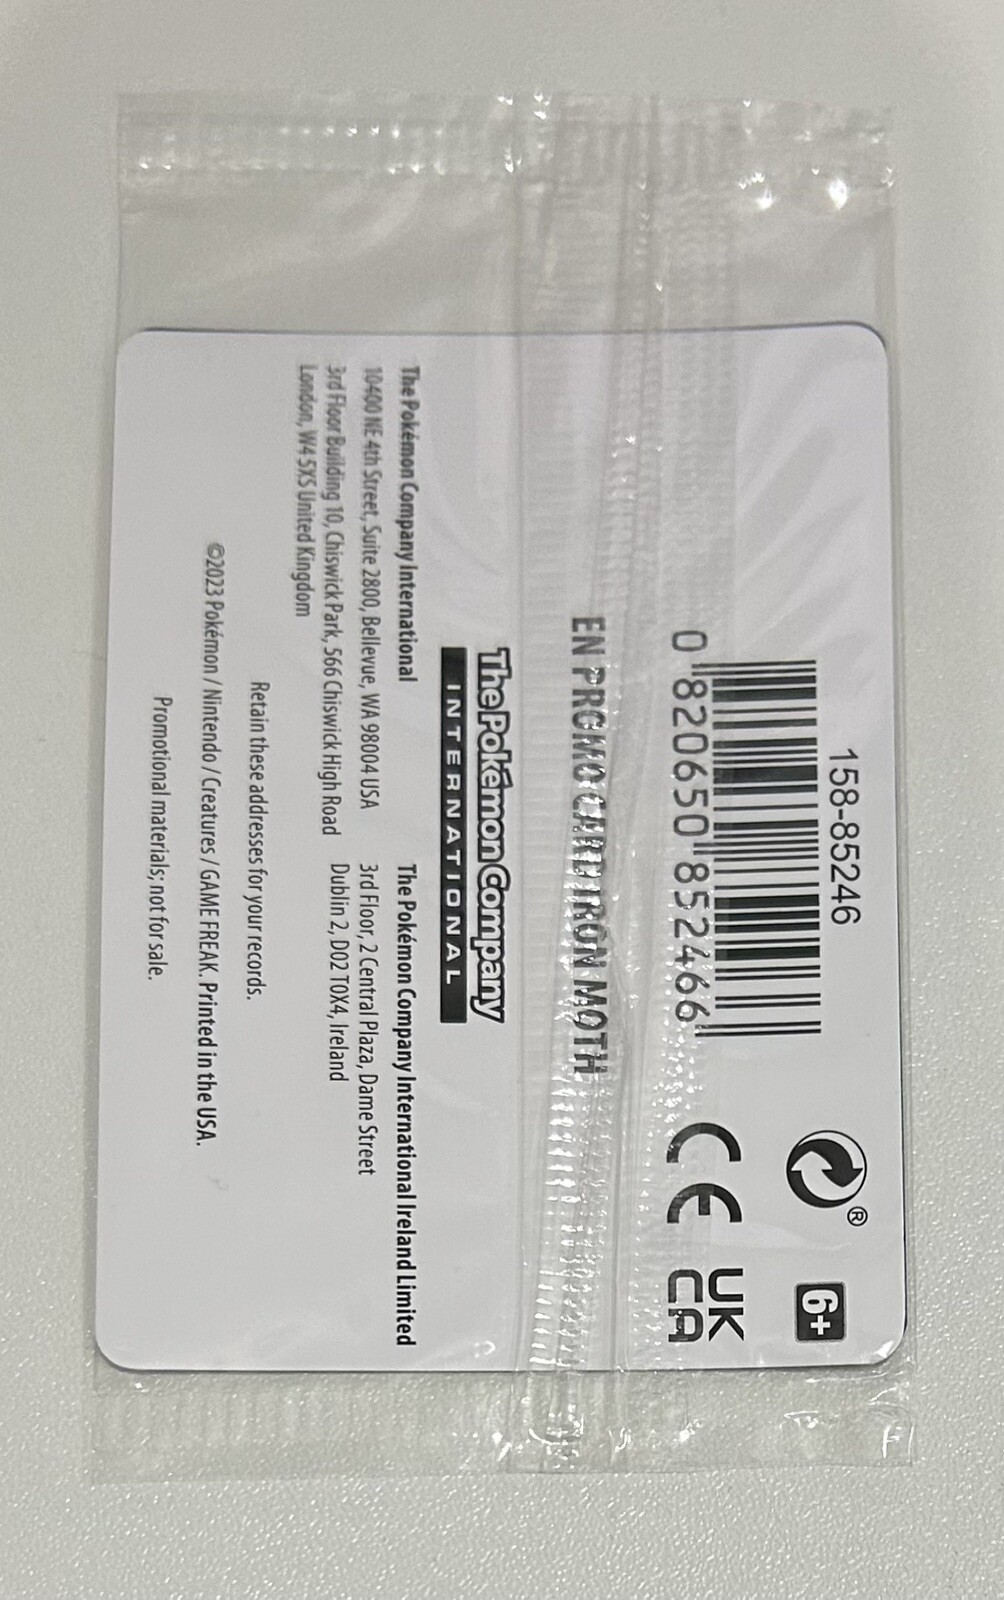 158-85246
0 820650 852466
®
6+
CE
UK
CA
EN PROMO CARD IRON MOTH
The Pokémon Company
INTERNATIONAL
The Pokémon Company International
10400 NE 4th Street, Suite 2800, Bellevue, WA 98004 USA
3rd Floor Building 10, Chiswick Park, 566 Chiswick High Road
London, W4 5XS United Kingdom
The Pokémon Company International Ireland Limited
3rd Floor, 2 Central Plaza, Dame Street
Dublin 2, D02 T0X4, Ireland
Retain these addresses for your records.
©2023 Pokémon / Nintendo / Creatures / GAME FREAK. Printed in the USA.
Promotional materials; not for sale.